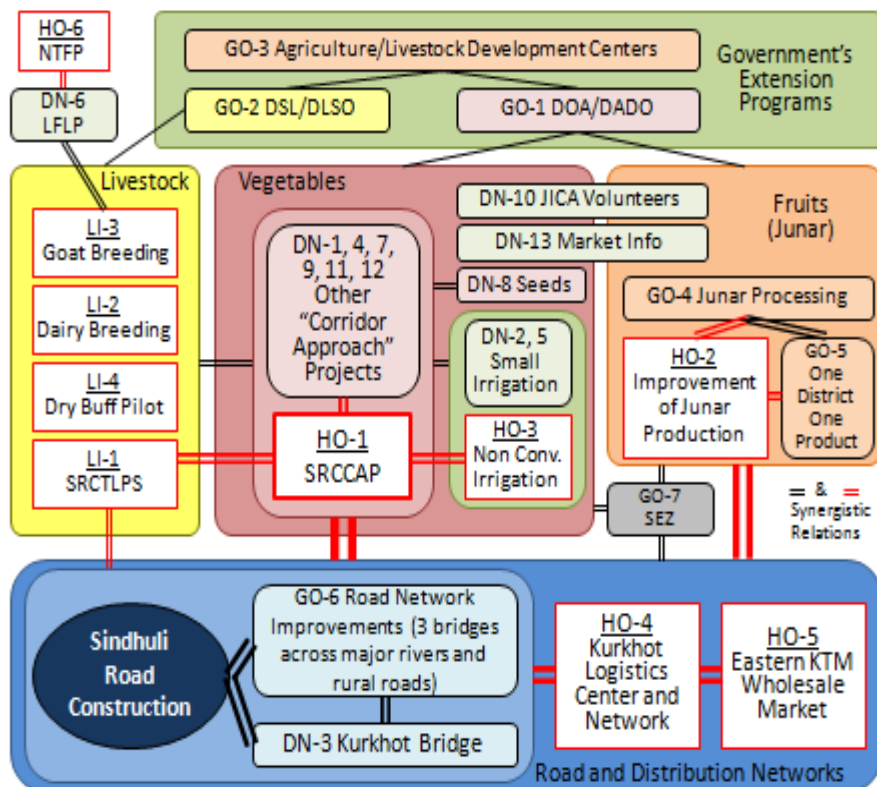 HO-6
NTFP
DN-6
LFLP
GO-3 Agriculture/Livestock Development Centers
Government’s
Extension
Programs
GO-2 DSL/DLSO
GO-1 DOA/DADO
Livestock
LI-3
Goat Breeding
LI-2
Dairy Breeding
LI-4
Dry Buff Pilot
LI-1
SRCTLPS
Vegetables
DN-1, 4, 7,
9, 11, 12
Other
“Corridor
Approach”
Projects
HO-1
SRCCAP
DN-10 JICA Volunteers
DN-13 Market Info
DN-8 Seeds
DN-2, 5
Small
Irrigation
HO-3
Non Conv.
Irrigation
Fruits
(Junar)
GO-4 Junar Processing
HO-2
Improvement
of Junar
Production
GO-5
One
District
One
Product
GO-7
SEZ
= & =
Synergistic
Relations
Sindhuli
Road
Construction
GO-6 Road Network
Improvements (3 bridges
across major rivers and
rural roads)
DN-3 Kurkhot Bridge
HO-4
Kurkhot
Logistics
Center and
Network
HO-5
Eastern KTM
Wholesale
Market
Road and Distribution Networks